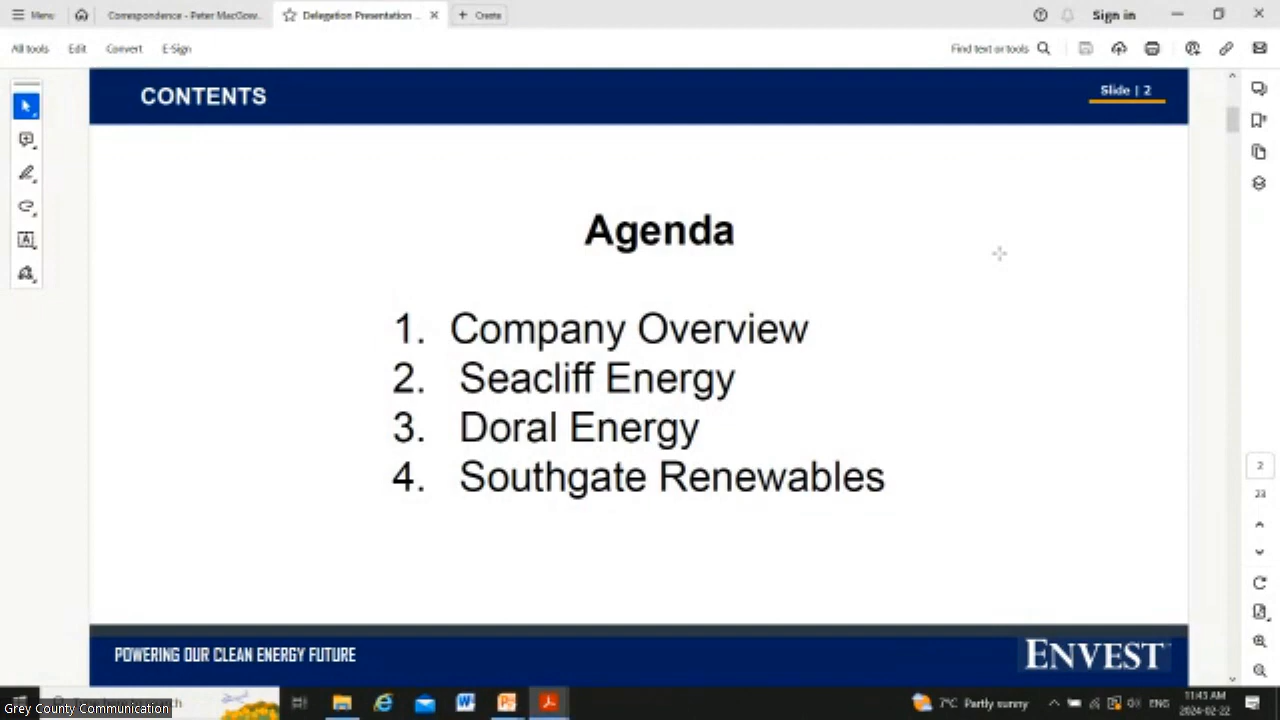 Menu
Correspondence - Peter MacGow..
Delegation Presentation ..
Create
Sign in
All tools
Edit
Convert
E-Sign
Find text or tools
CONTENTS
Slide | 2
Agenda
1. Company Overview
2. Seacliff Energy
3. Doral Energy
4. Southgate Renewables
2
23
POWERING OUR CLEAN ENERGY FUTURE
ENVEST
7°C Partly sunny
ENG
11:43 AM
2024-02-22
Grey County Communication